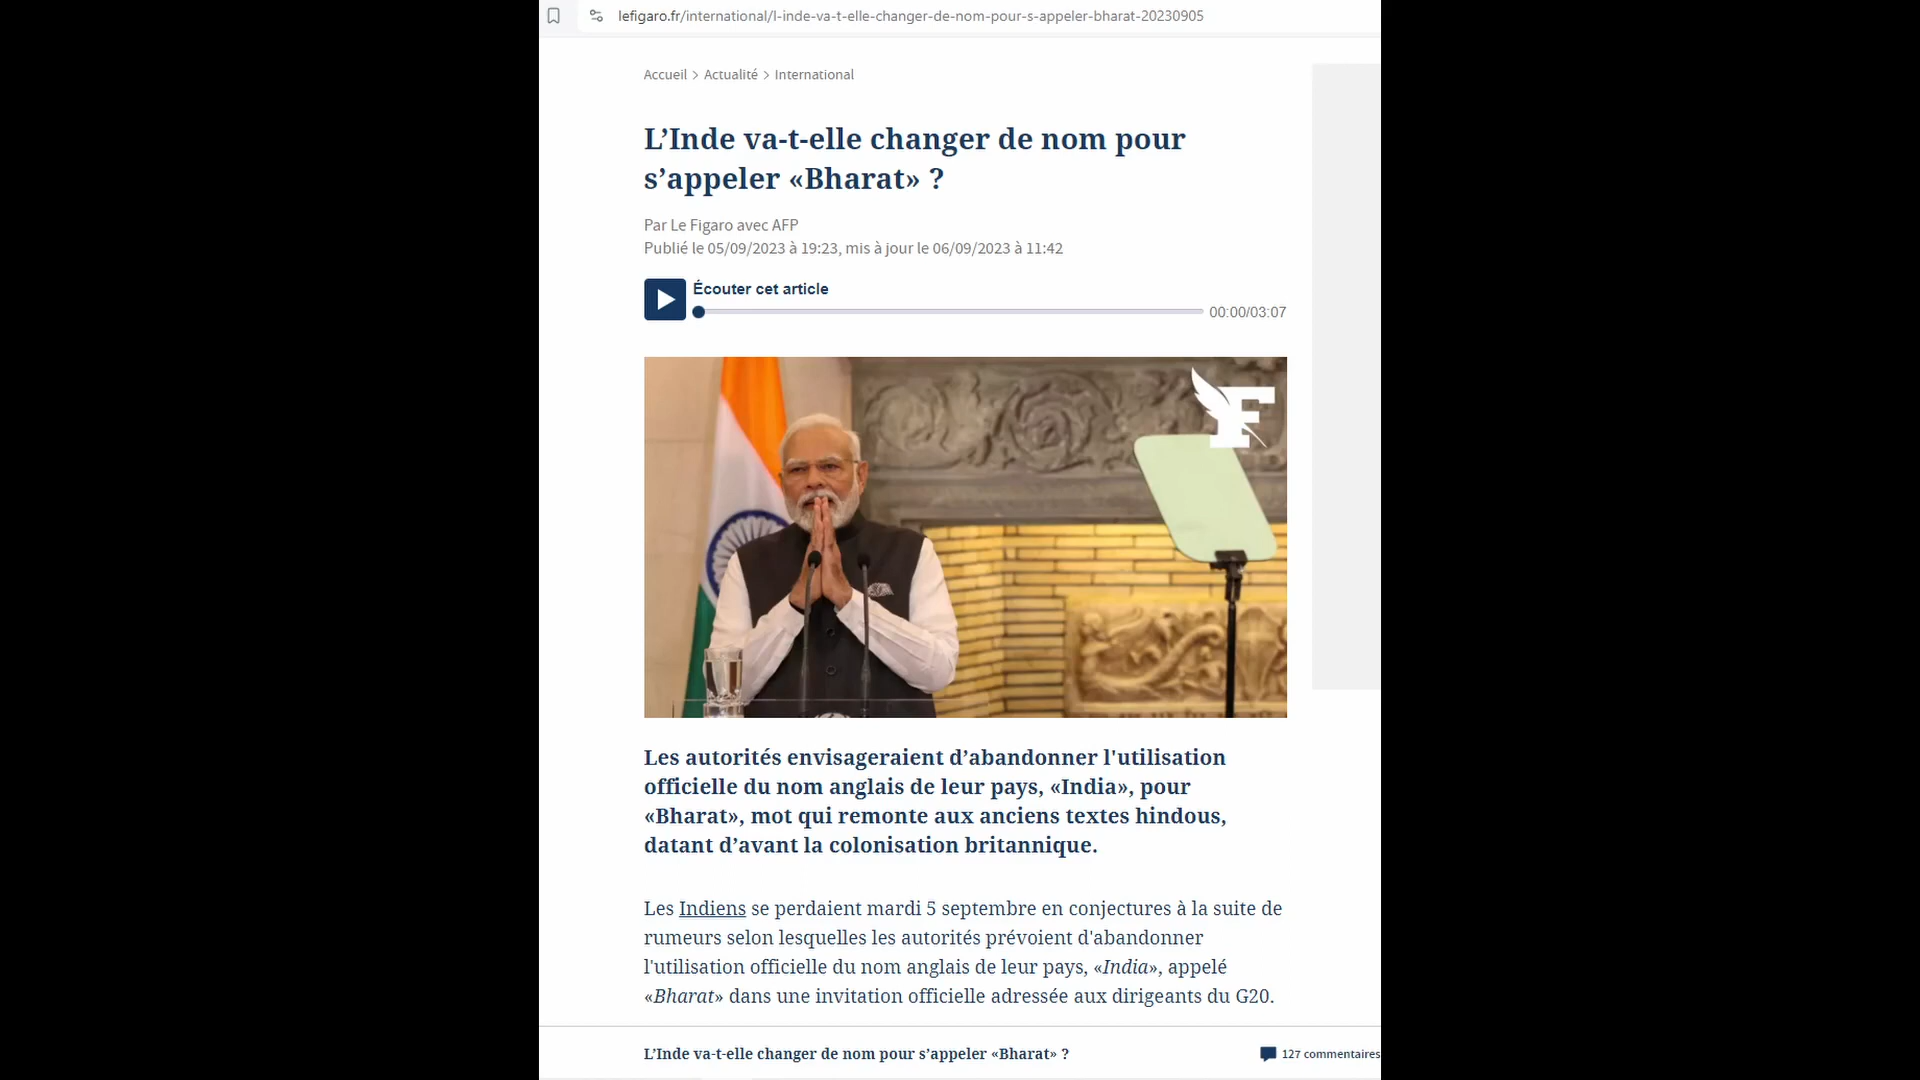 lefigaro.fr/international/l-inde-va-t-elle-changer-de-nom-pour-s-appeler-bharat-20230905
Accueil > Actualité > International
L’Inde va-t-elle changer de nom pour
s’appeler «Bharat» ?
Par Le Figaro avec AFP
Publié le 05/09/2023 à 19:23, mis à jour le 06/09/2023 à 11:42
Écouter cet article
00:00/03:07
F
Les autorités envisageraient d’abandonner l'utilisation
officielle du nom anglais de leur pays, «India», pour
«Bharat», mot qui remonte aux anciens textes hindous,
datant d’avant la colonisation britannique.
Les Indiens se perdaient mardi 5 septembre en conjectures à la suite de
rumeurs selon lesquelles les autorités prévoient d'abandonner
l'utilisation officielle du nom anglais de leur pays, «India», appelé
«Bharat» dans une invitation officielle adressée aux dirigeants du G20.
L’Inde va-t-elle changer de nom pour s’appeler «Bharat» ?
127 commentaires